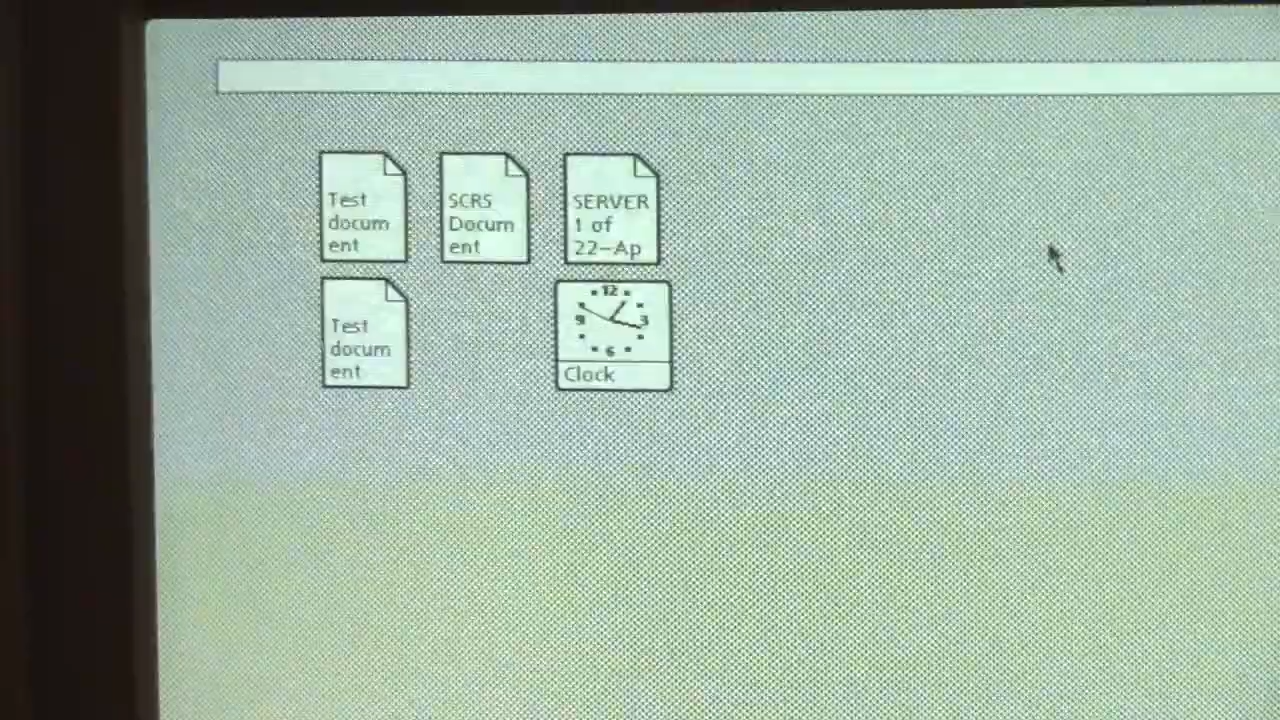 Test
docum
ent
SCRS
Docum
ent
SERVER
1 of
22-Ap
Test
docum
ent
12
9 3
6
Clock